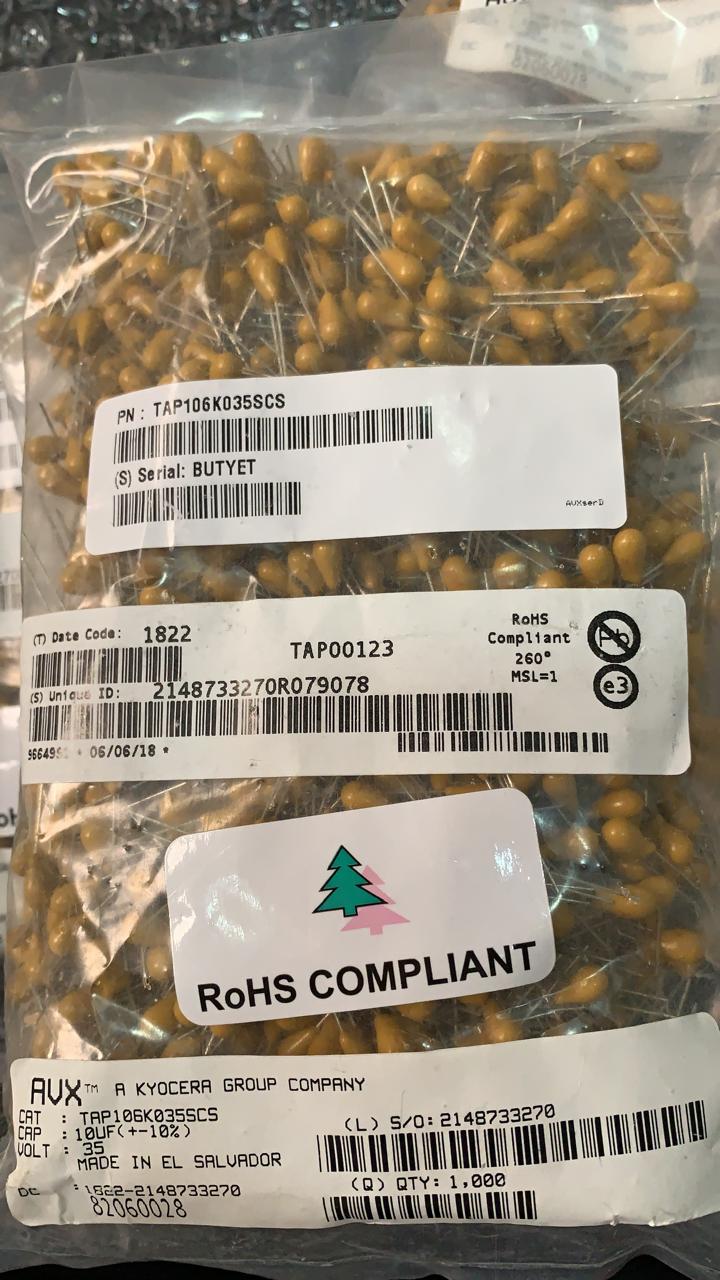 PN : TAP106K035SCS
(S) Serial: BUTYET
AVXserD
(T) Date Code: 1822
TAP00123
RoHS
Compliant
260°
MSL=1
Pb
e3
(S) Unique ID: 2148733270R079078
* 06/06/18 *
RoHS COMPLIANT
AVX™ A KYOCERA GROUP COMPANY
CAT : TAP106K035SCS
CAP : 10UF(+-10%)
VOLT : 35
MADE IN EL SALVADOR
DC : 1822-2148733270
82060028
(L) S/O: 2148733270
(Q) QTY: 1,000